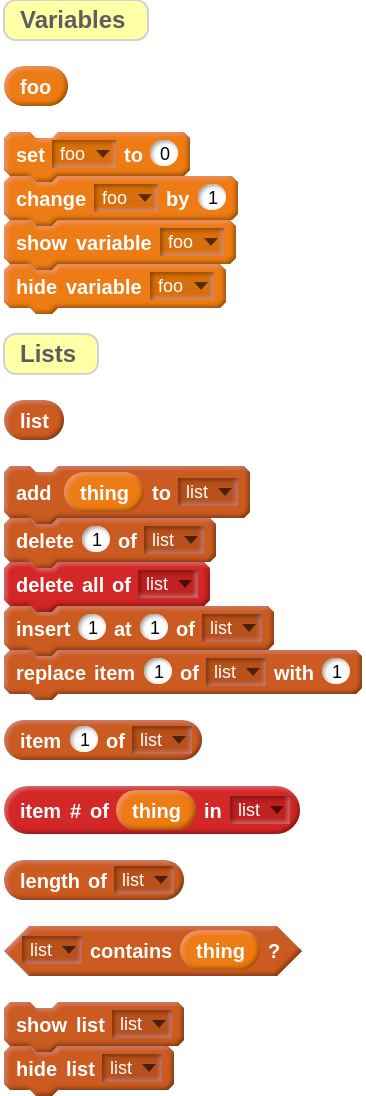 Variables
foo
set foo to 0
change foo by 1
show variable foo
hide variable foo
Lists
list
add thing to list
delete 1 of list
delete all of list
insert 1 at 1 of list
replace item 1 of list with 1
item 1 of list
item # of thing in list
length of list
list contains thing ?
show list list
hide list list